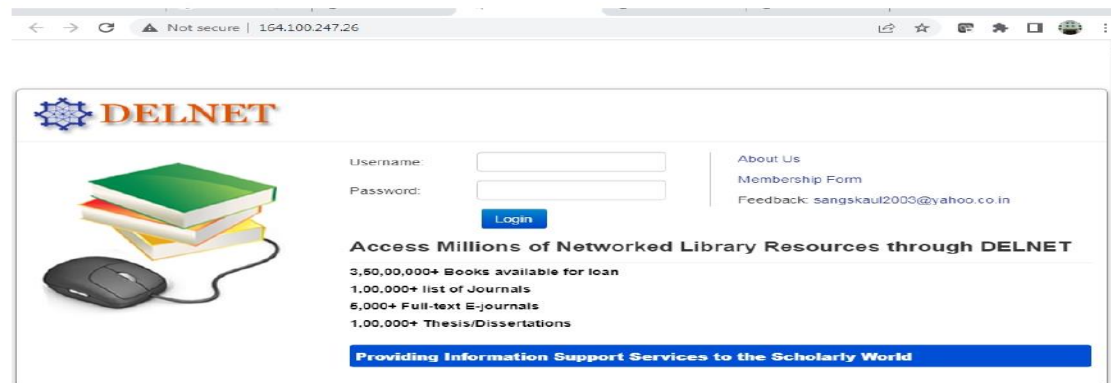 Not secure | 164.100.247.26
DELNET
Username:
Password:
Login
About Us
Membership Form
Feedback: sangskaul2003@yahoo.co.in
Access Millions of Networked Library Resources through DELNET
3,50,00,000+ Books available for loan
1,00,000+ list of Journals
5,000+ Full-text E-journals
1,00,000+ Thesis/Dissertations
Providing Information Support Services to the Scholarly World